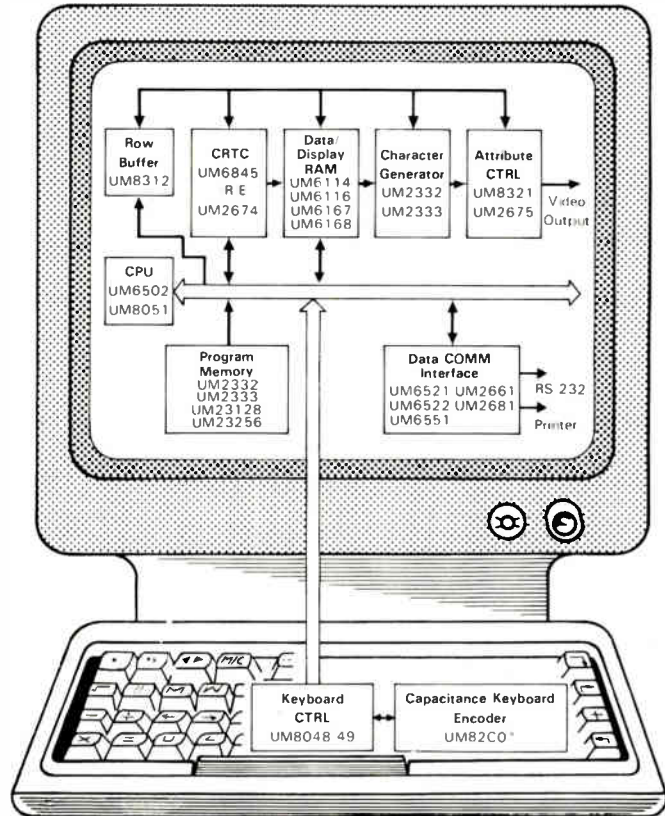 Row
Buffer
UM8312
CRTC
UM6845
R E
UM2674
Data/
Display
RAM
UM6114
UM6116
UM6167
UM6168
Character
Generator
UM2332
UM2333
Attribute
CTRL
UM8321
UM2675
Video
Output
CPU
UM6502
UM8051
Program
Memory
UM2332
UM2333
UM23128
UM23256
Data COMM
Interface
UM6521 UM2661
UM6522 UM2681
UM6551
RS 232
Printer
M/C
Keyboard
CTRL
UM8048 49
Capacitance Keyboard
Encoder
UM82C0*